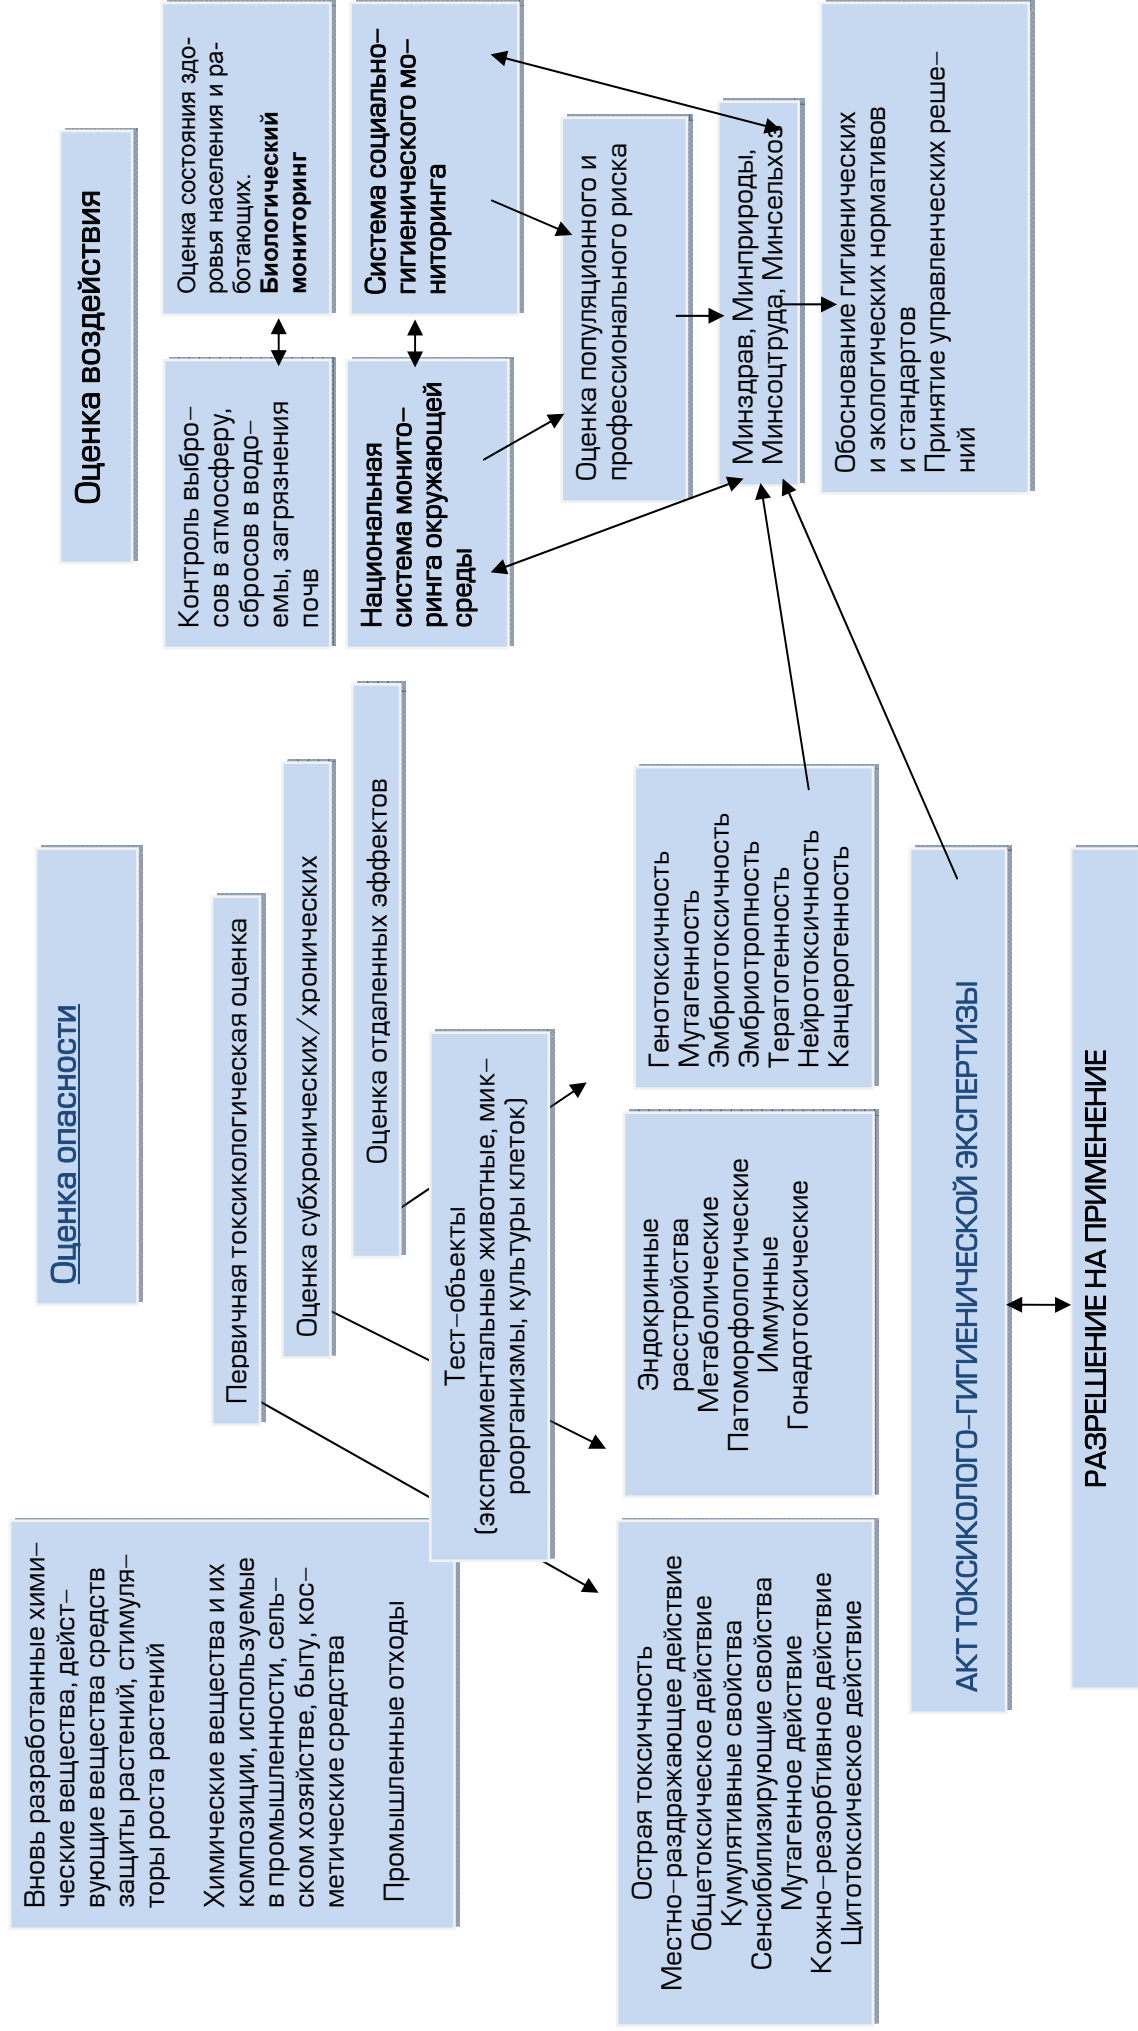 Оценка опасности
Оценка воздействия
Вновь разработанные хими–
ческие вещества, дейст–
вующие вещества средств
защиты растений, стимуля–
торы роста растений
Химические вещества и их
композиции, используемые
в промышленности, сель–
ском хозяйстве, быту, кос–
метические средства
Промышленные отходы
Первичная токсикологическая оценка
Оценка субхронических/хронических
Оценка отдаленных эффектов
Тест–объекты
(экспериментальные животные, мик–
роорганизмы, культуры клеток)
Острая токсичность
Местно–раздражающее действие
Общетоксическое действие
Кумулятивные свойства
Сенсибилизирующие свойства
Мутагенное действие
Кожно–резорбтивное действие
Цитотоксическое действие
Эндокринные
расстройства
Метаболические
Патоморфологические
Иммунные
Гонадотоксические
Генотоксичность
Мутагенность
Эмбриотоксичность
Эмбриотропность
Тератогенность
Нейротоксичность
Канцерогенность
АКТ ТОКСИКОЛОГО–ГИГИЕНИЧЕСКОЙ ЭКСПЕРТИЗЫ
РАЗРЕШЕНИЕ НА ПРИМЕНЕНИЕ
Контроль выбро–
сов в атмосферу,
сбросов в водо–
емы, загрязнения
почв
Оценка состояния здо-
ровья населения и ра-
ботающих.
Биологический
мониторинг
Национальная
система монито–
ринга окружающей
среды
Система социально–
гигиенического мо–
ниторинга
Оценка популяционного и
профессионального риска
Минздрав, Минприроды,
Минсоцтруда, Минсельхоз
Обоснование гигиенических
и экологических нормативов
и стандартов
Принятие управленческих реше–
ний